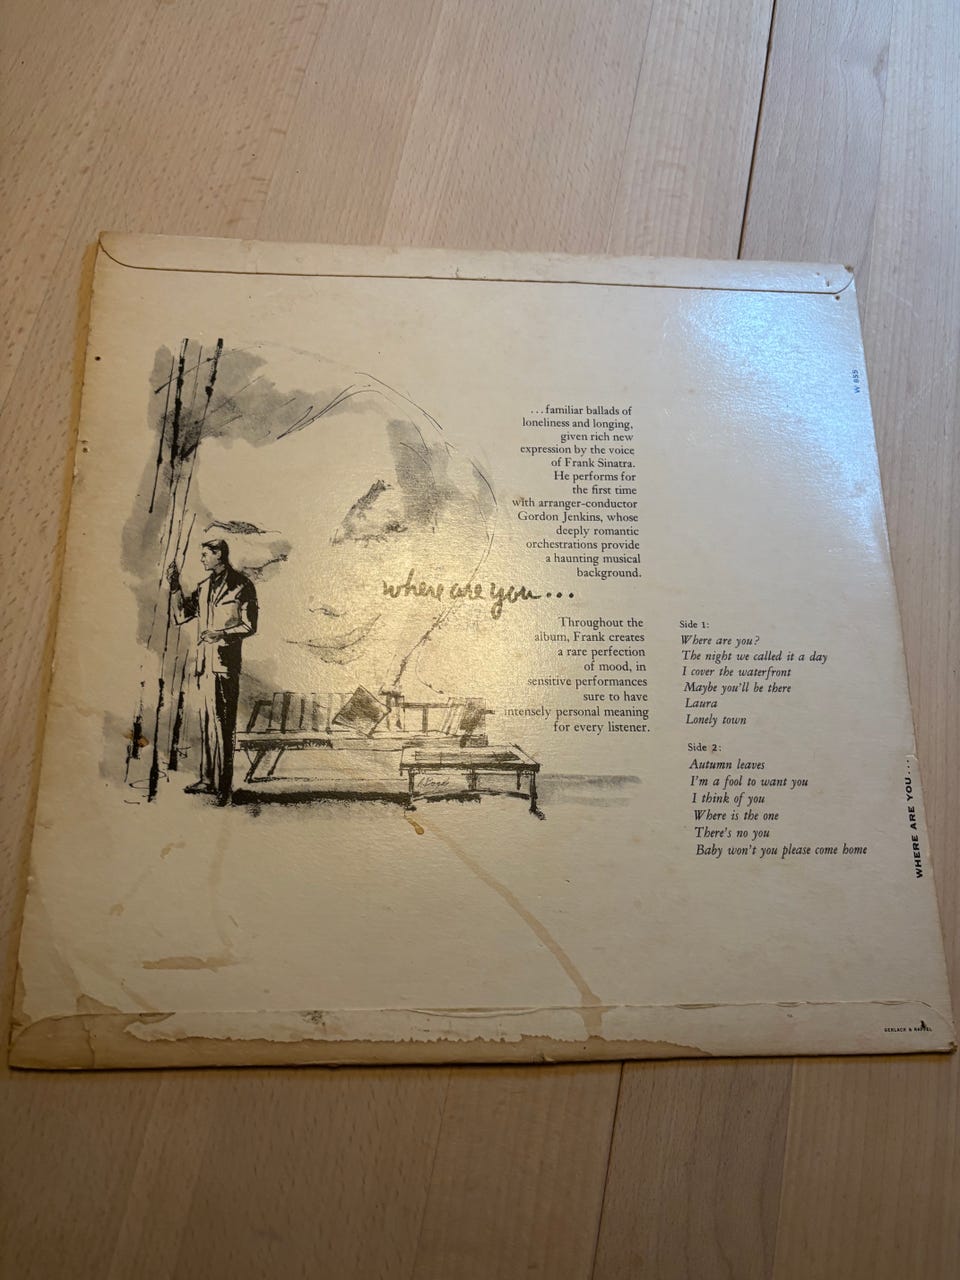 ...familiar ballads of
loneliness and longing,
given rich new
expression by the voice
of Frank Sinatra.
He performs for
the first time
with arranger-conductor
Gordon Jenkins, whose
deeply romantic
orchestrations provide
a haunting musical
background.
where are you...
Throughout the
album, Frank creates
a rare perfection
of mood, in
sensitive performances
sure to have
intensely personal meaning
for every listener.
Side 1:
Where are you?
The night we called it a day
I cover the waterfront
Maybe you'll be there
Laura
Lonely town
Side 2:
Autumn leaves
I'm a fool to want you
I think of you
Where is the one
There's no you
Baby won't you please come home
W 855
WHERE ARE YOU...
GERLACH &